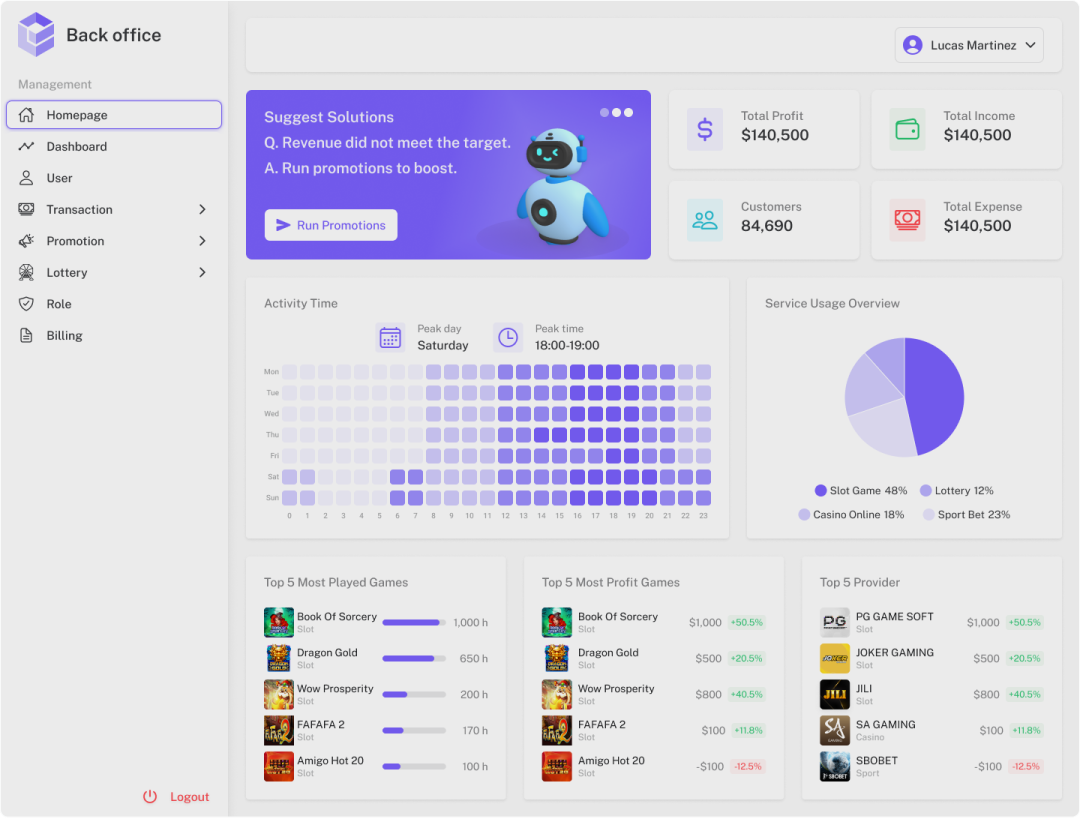 Back office
Management
Homepage
Dashboard
User
Transaction
Promotion
Lottery
Role
Billing
Logout
Lucas Martinez
Suggest Solutions
Q. Revenue did not meet the target.
A. Run promotions to boost.
Run Promotions
Total Profit
$140,500
Total Income
$140,500
Customers
84,690
Total Expense
$140,500
Activity Time
Peak day
Saturday
Peak time
18:00-19:00
Mon
Tue
Wed
Thu
Fri
Sat
Sun
0 1 2 3 4 5 6 7 8 9 10 11 12 13 14 15 16 17 18 19 20 21 22 23
Service Usage Overview
Slot Game 48% Lottery 12%
Casino Online 18% Sport Bet 23%
Top 5 Most Played Games
Book Of Sorcery 1,000 h
Slot
Dragon Gold 650 h
Slot
Wow Prosperity 200 h
Slot
FAFAFA 2 170 h
Slot
Amigo Hot 20 100 h
Slot
Top 5 Most Profit Games
Book Of Sorcery $1,000 +50.5%
Slot
Dragon Gold $500 +20.5%
Slot
Wow Prosperity $800 +40.5%
Slot
FAFAFA 2 $100 +11.8%
Slot
Amigo Hot 20 -$100 -12.5%
Slot
Top 5 Provider
PG
PG GAME SOFT $1,000 +50.5%
Slot
JOKER
JOKER GAMING $500 +20.5%
Slot
JILI
JILI $800 +40.5%
Slot
SA
SA GAMING $100 +11.8%
Casino
SBOBET
SBOBET -$100 -12.5%
Sport